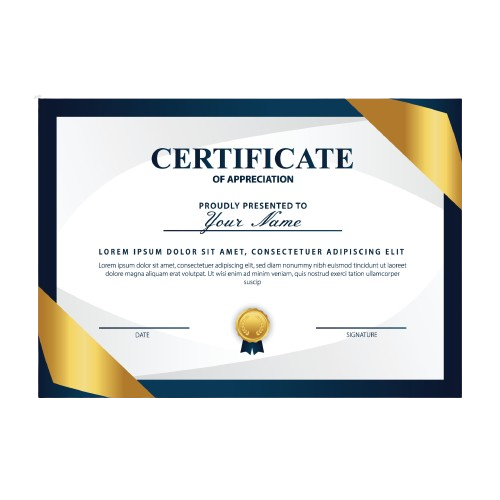 CERTIFICATE
OF APPRECIATION
PROUDLY PRESENTED TO
Your Name
LOREM IPSUM DOLOR SIT AMET, CONSECTETUER ADIPISCING ELIT
Lorem ipsum dolor sit amet, consectetuer adipiscing elit, sed diam nonummy nibh euismod tincidunt ut laoreet
dolore magna aliquam erat volutpat. Ut wisi enim ad minim veniam, quis nostrud exerci tation ullamcorper
suscip
DATE
SIGNATURE